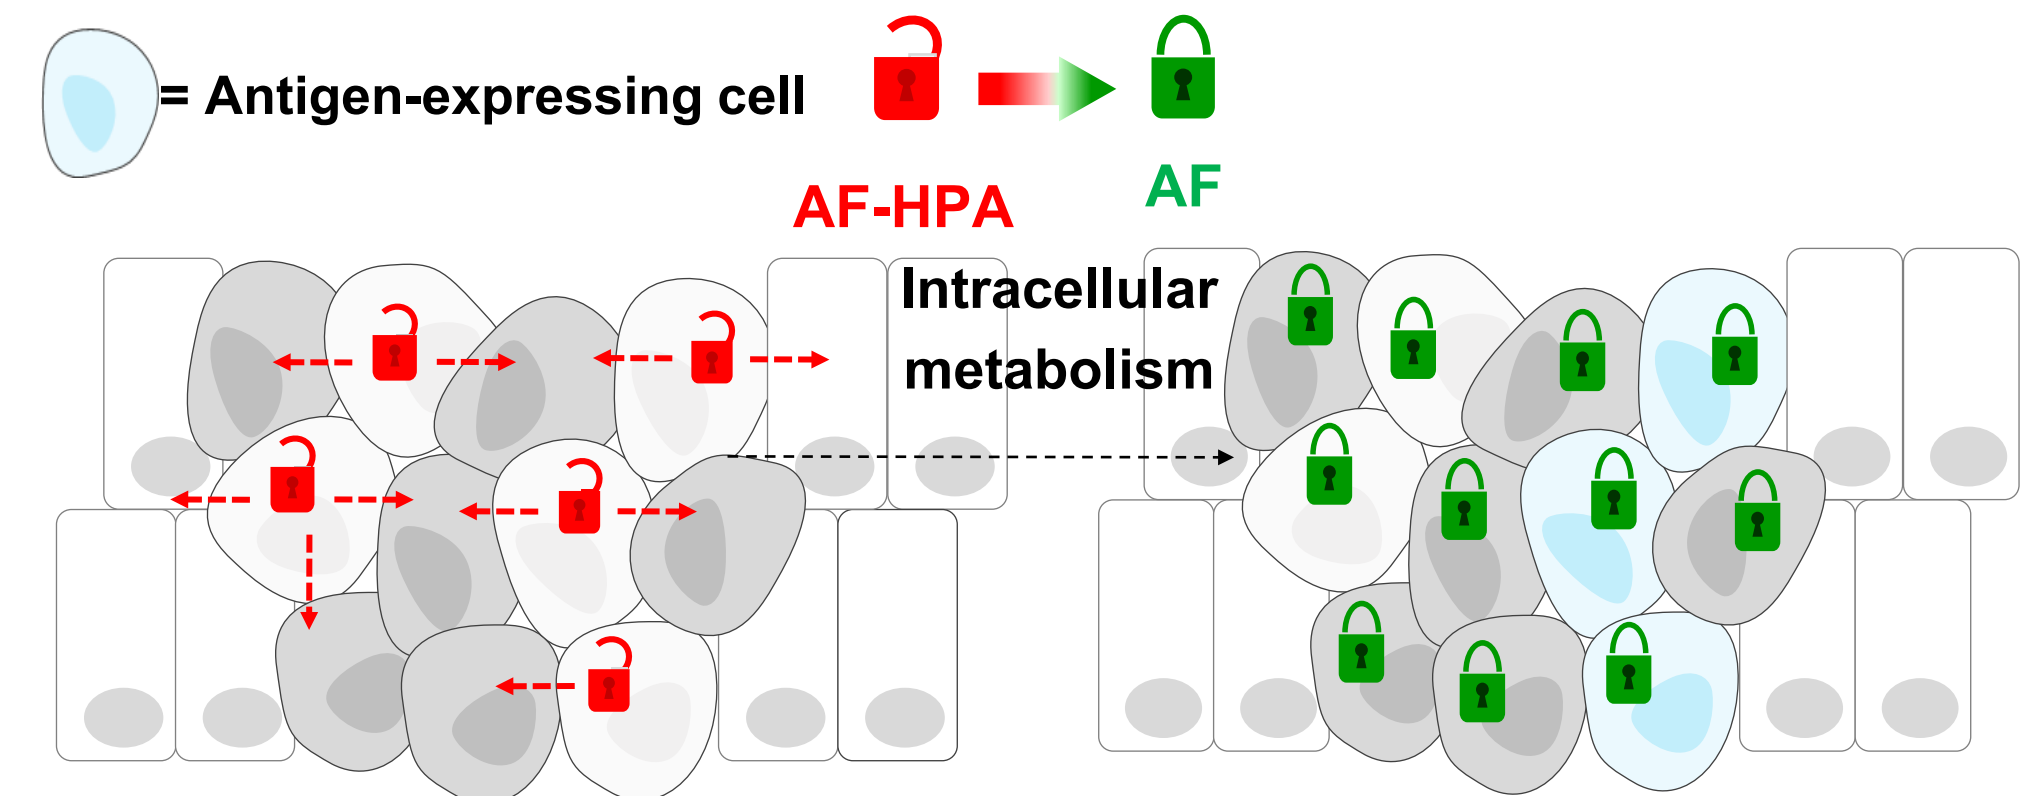 = Antigen-expressing cell
AF-HPA
AF
Intracellular
metabolism